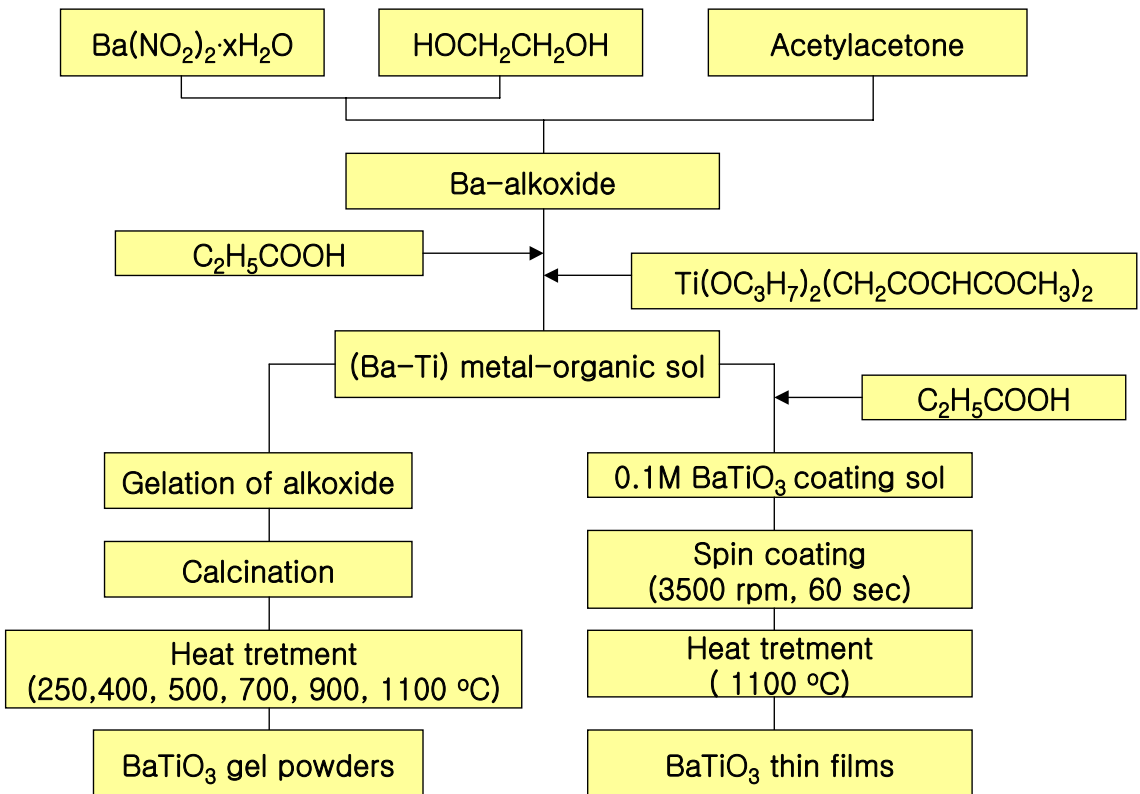 Ba(NO₂)₂·xH₂O
HOCH₂CH₂OH
Acetylacetone
Ba-alkoxide
C₂H₅COOH
Ti(OC₃H₇)₂(CH₂COCHCOCH₃)₂
(Ba-Ti) metal-organic sol
C₂H₅COOH
Gelation of alkoxide
0.1M BaTiO₃ coating sol
Calcination
Spin coating
(3500 rpm, 60 sec)
Heat tretment
(250,400, 500, 700, 900, 1100 ºC)
Heat tretment
( 1100 ºC)
BaTiO₃ gel powders
BaTiO₃ thin films